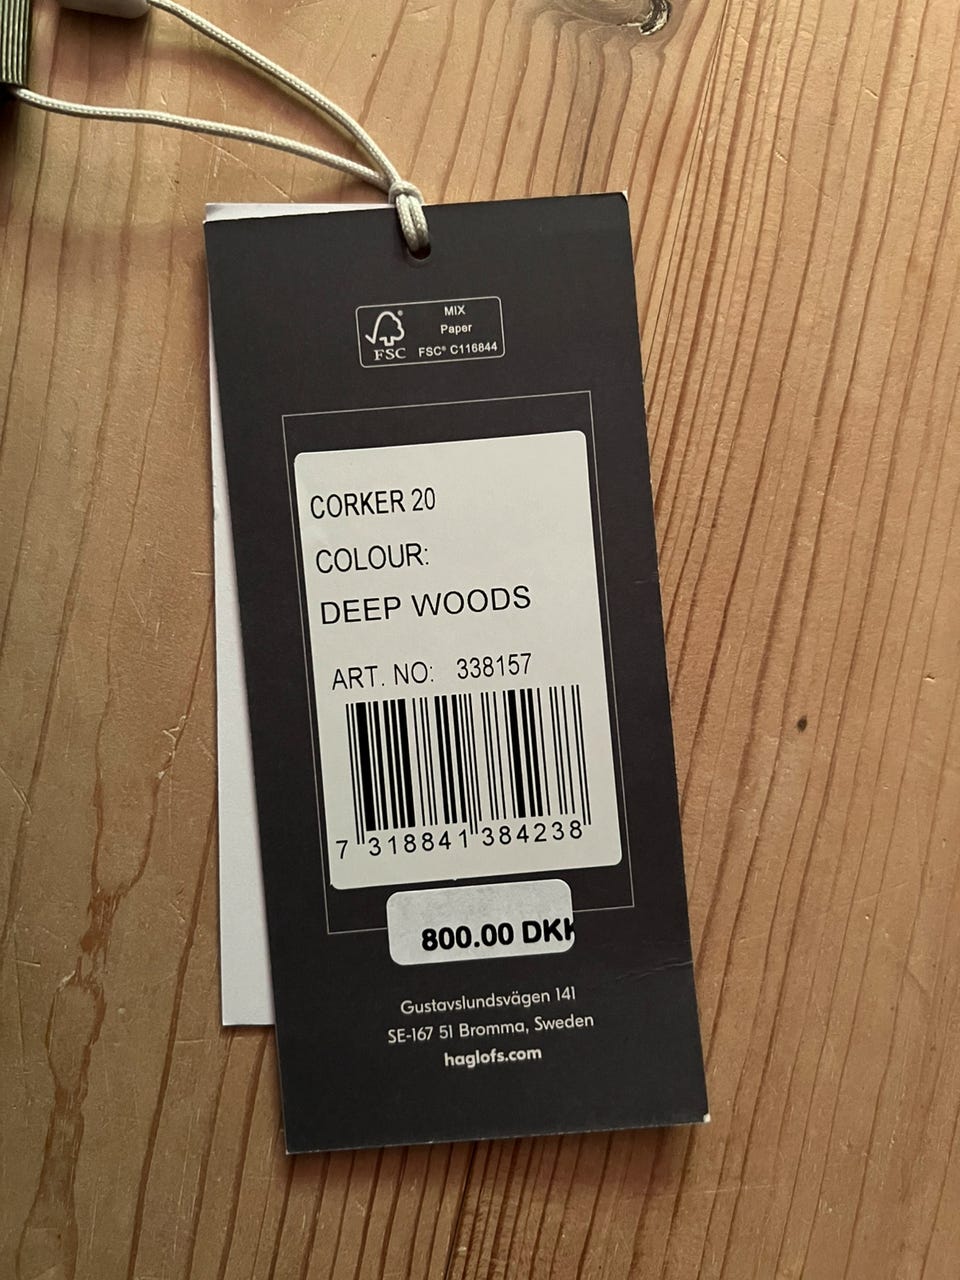 MIX
Paper
FSC® C116844
FSC
CORKER 20
COLOUR:
DEEP WOODS
ART. NO: 338157
7 318841 384238
800.00 DKK
Gustavslundsvägen 141
SE-167 51 Bromma, Sweden
haglofs.com